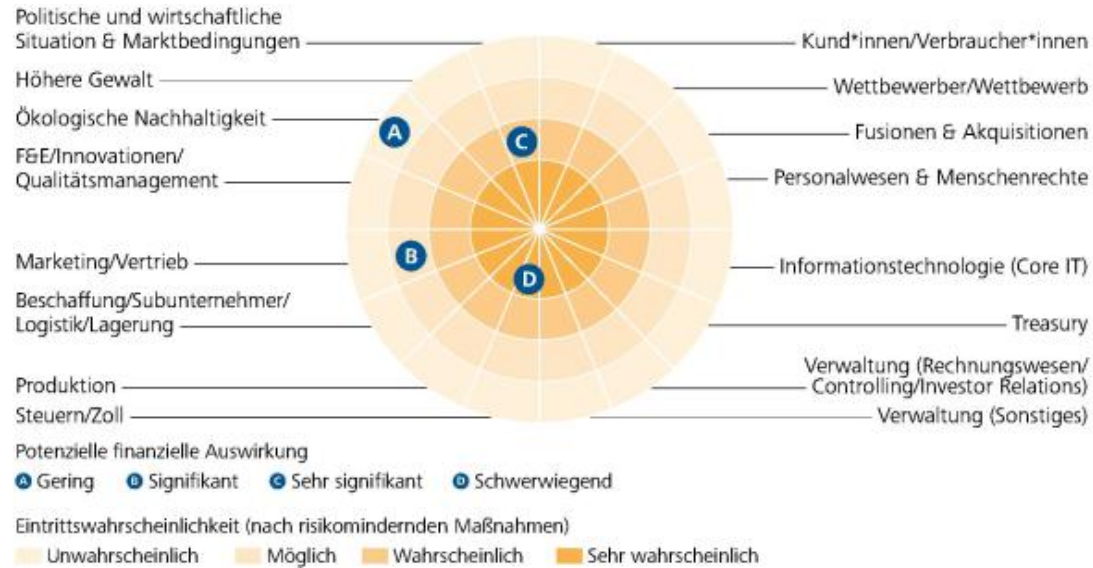 Politische und wirtschaftliche
Situation & Marktbedingungen
Höhere Gewalt
Ökologische Nachhaltigkeit
F&E/Innovationen/
Qualitätsmanagement
Marketing/Vertrieb
Beschaffung/Subunternehmer/
Logistik/Lagerung
Produktion
Steuern/Zoll
A
C
B
D
Kund*innen/Verbraucher*innen
Wettbewerber/Wettbewerb
Fusionen & Akquisitionen
Personalwesen & Menschenrechte
Informationstechnologie (Core IT)
Treasury
Verwaltung (Rechnungswesen/
Controlling/Investor Relations)
Verwaltung (Sonstiges)
Potenzielle finanzielle Auswirkung
A Gering B Signifikant C Sehr signifikant D Schwerwiegend
Eintrittswahrscheinlichkeit (nach risikomindernden Maßnahmen)
Unwahrscheinlich Möglich Wahrscheinlich Sehr wahrscheinlich